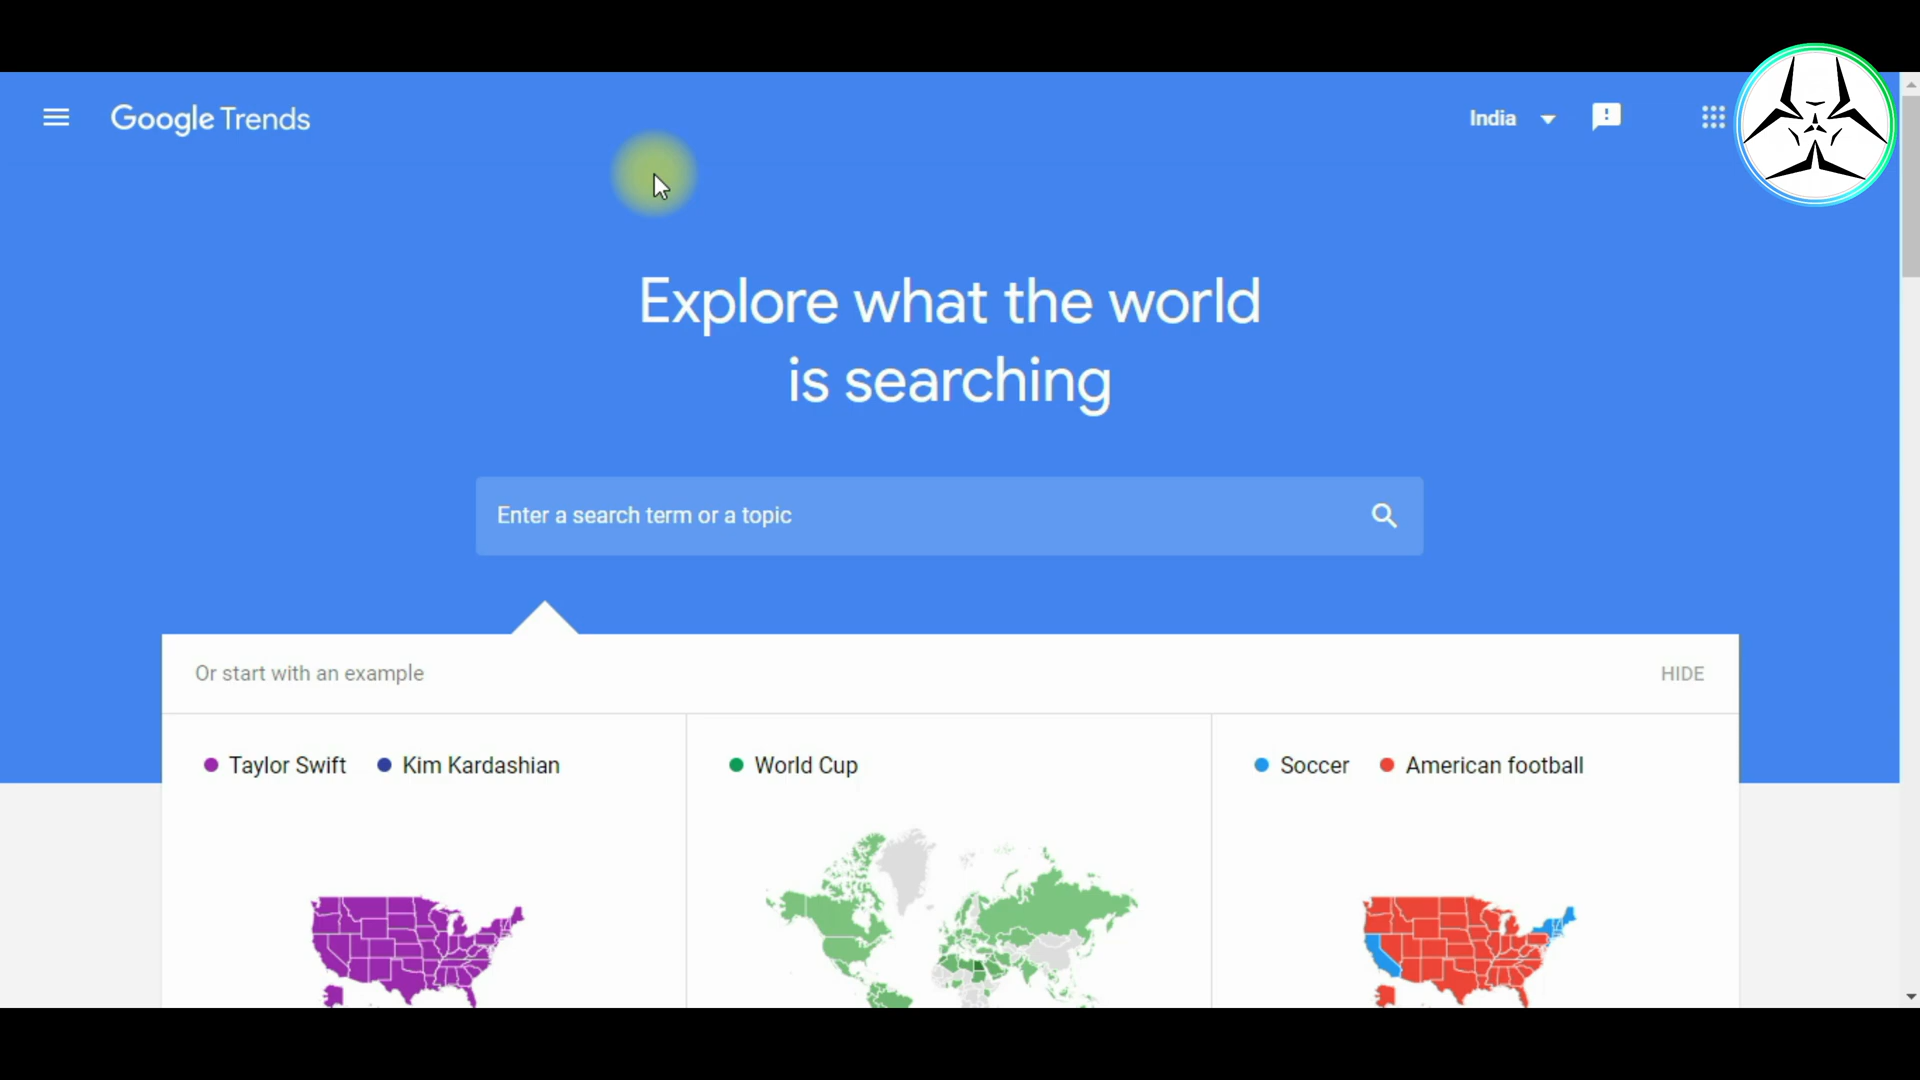 Google Trends
India
Explore what the world
is searching
Enter a search term or a topic
Or start with an example
HIDE
Taylor Swift Kim Kardashian
World Cup
Soccer American football